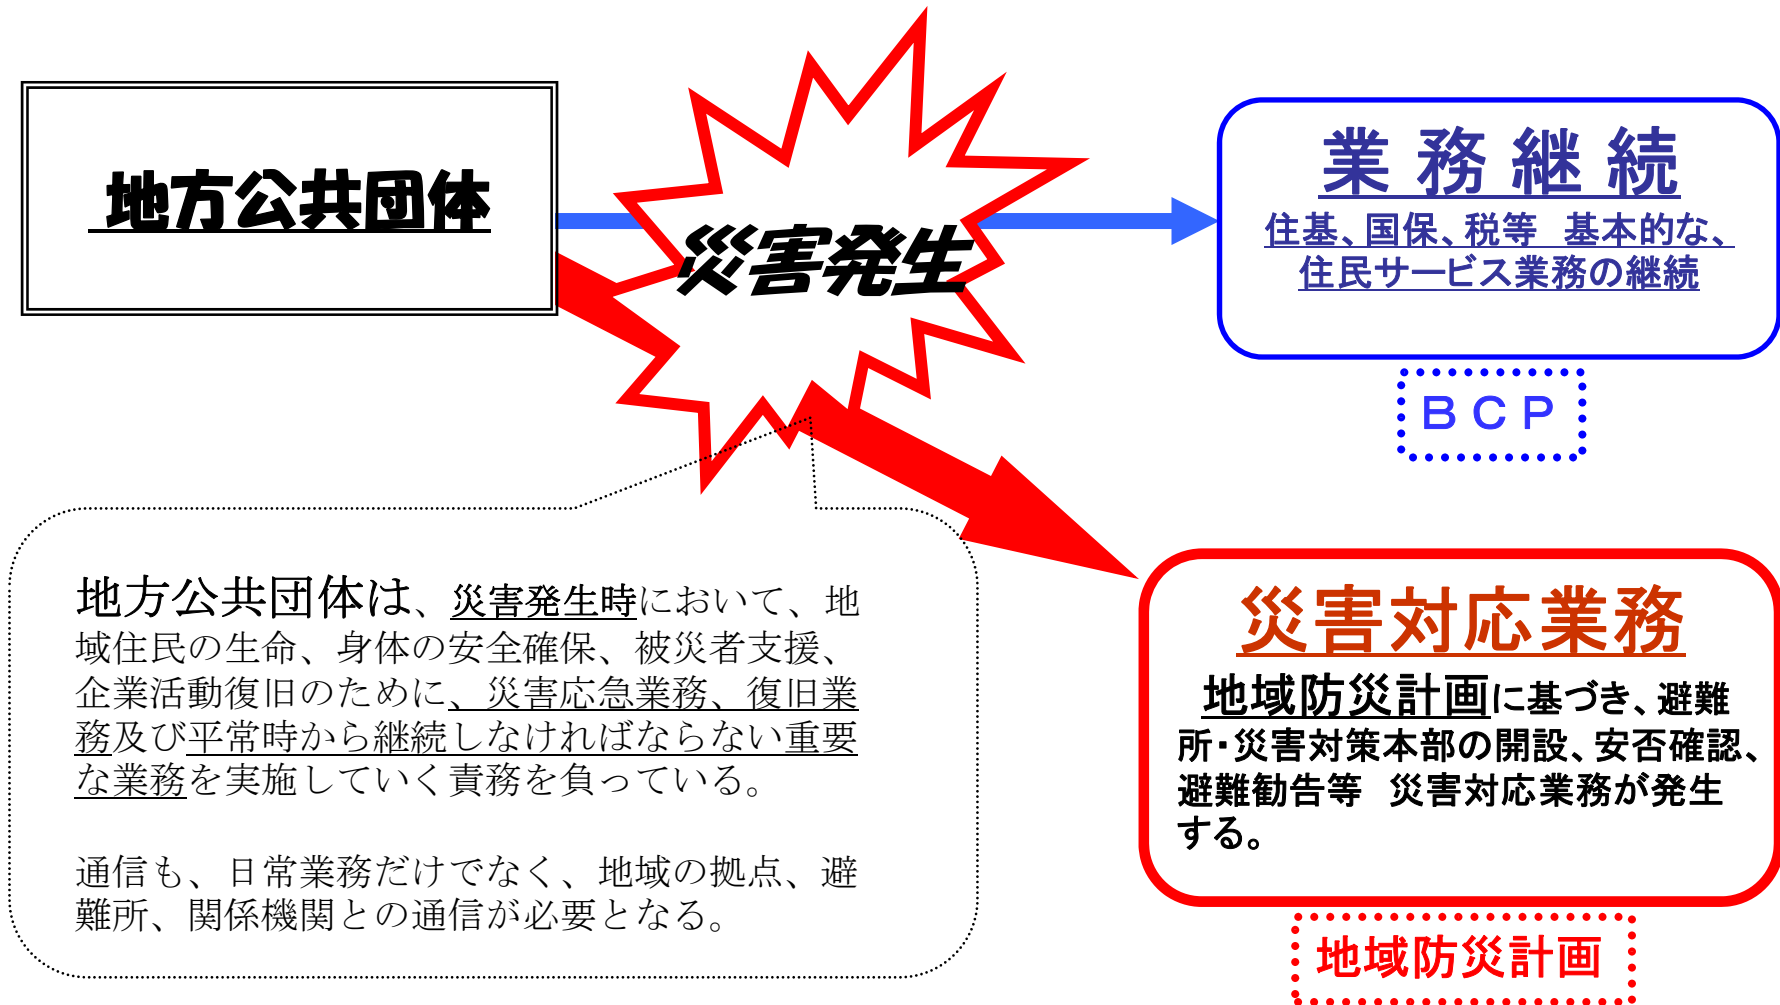 地方公共団体
災害発生
業務継続
住基、国保、税等　基本的な、
住民サービス業務の継続
ＢＣＰ
地方公共団体は、災害発生時において、地
域住民の生命、身体の安全確保、被災者支援、
企業活動復旧のために、災害応急業務、復旧業
務及び平常時から継続しなければならない重要
な業務を実施していく責務を負っている。
通信も、日常業務だけでなく、地域の拠点、避
難所、関係機関との通信が必要となる。
災害対応業務
地域防災計画に基づき、避難
所・災害対策本部の開設、安否確認、
避難勧告等　災害対応業務が発生
する。
地域防災計画